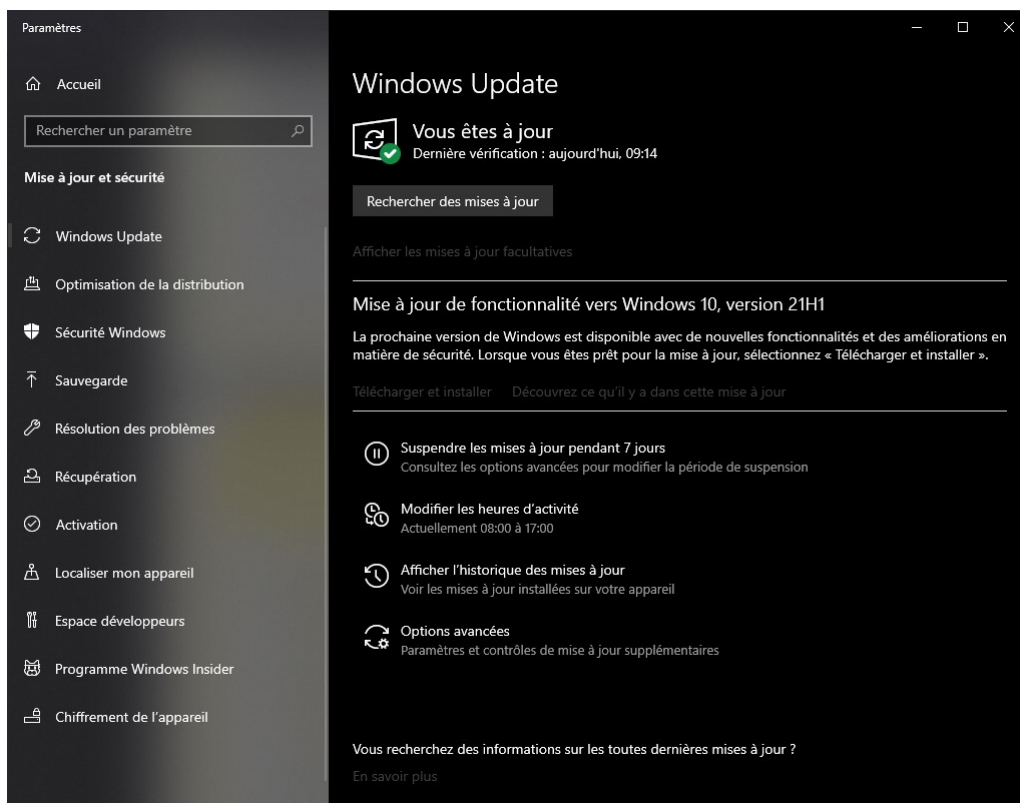 Paramètres
Accueil
Rechercher un paramètre
Mise à jour et sécurité
Windows Update
Optimisation de la distribution
Sécurité Windows
Sauvegarde
Résolution des problèmes
Récupération
Activation
Localiser mon appareil
Espace développeurs
Programme Windows Insider
Chiffrement de l'appareil
Windows Update
Vous êtes à jour
Dernière vérification : aujourd'hui, 09:14
Rechercher des mises à jour
Afficher les mises à jour facultatives
Mise à jour de fonctionnalité vers Windows 10, version 21H1
La prochaine version de Windows est disponible avec de nouvelles fonctionnalités et des améliorations en
matière de sécurité. Lorsque vous êtes prêt pour la mise à jour, sélectionnez « Télécharger et installer ».
Télécharger et installer Découvrez ce qu'il y a dans cette mise à jour
Suspendre les mises à jour pendant 7 jours
Consultez les options avancées pour modifier la période de suspension
Modifier les heures d'activité
Actuellement 08:00 à 17:00
Afficher l'historique des mises à jour
Voir les mises à jour installées sur votre appareil
Options avancées
Paramètres et contrôles de mise à jour supplémentaires
Vous recherchez des informations sur les toutes dernières mises à jour ?
En savoir plus